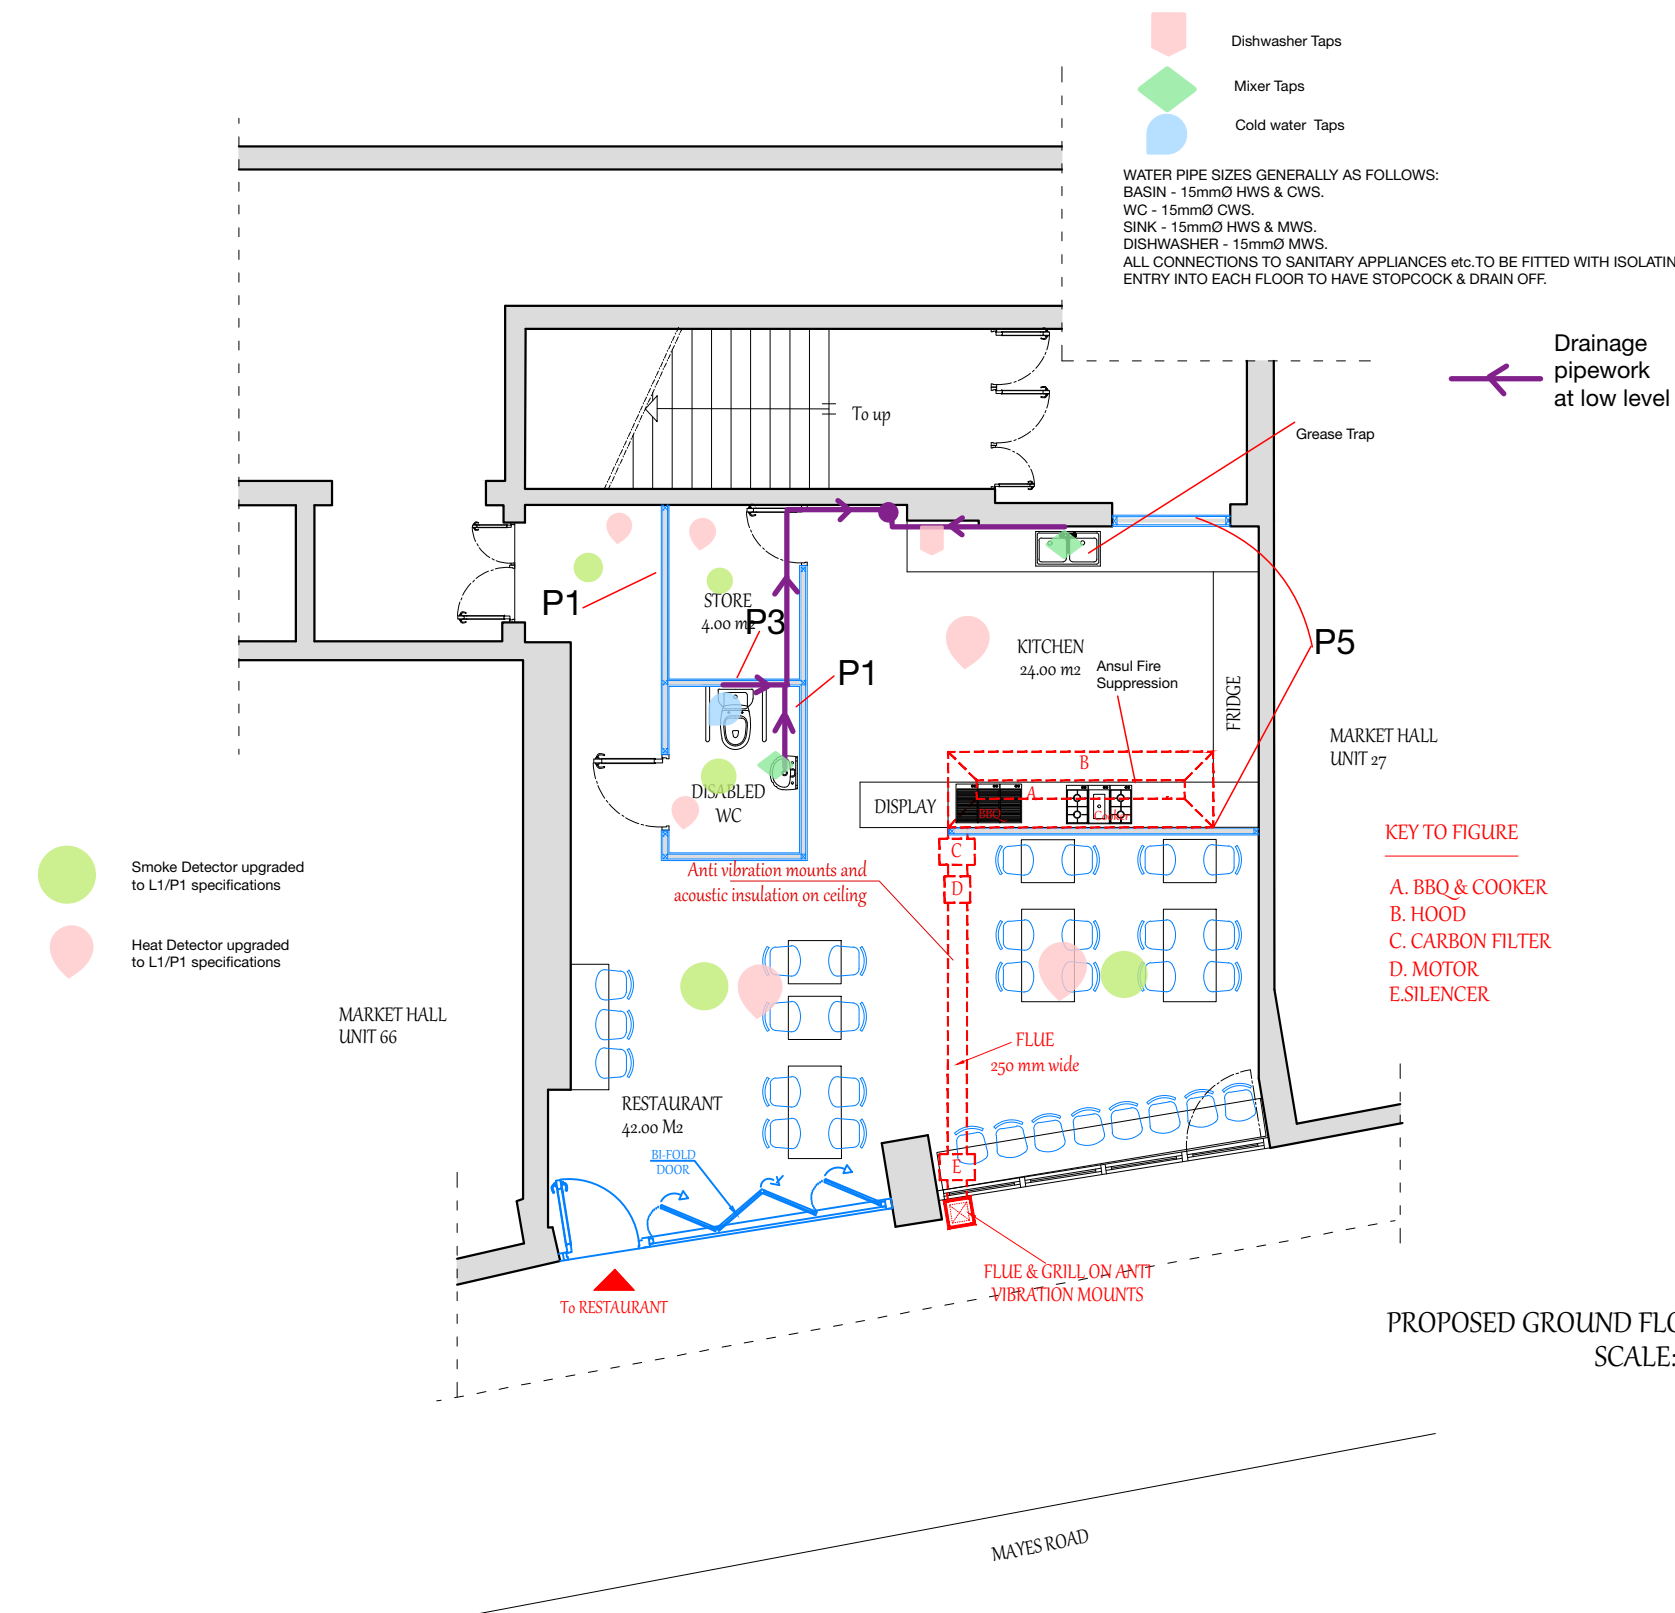 Dishwasher Taps
Mixer Taps
Cold water Taps
WATER PIPE SIZES GENERALLY AS FOLLOWS:
BASIN - 15mmØ HWS & CWS.
WC - 15mmØ CWS.
SINK - 15mmØ HWS & MWS.
DISHWASHER - 15mmØ MWS.
ALL CONNECTIONS TO SANITARY APPLIANCES etc.TO BE FITTED WITH ISOLATIN
ENTRY INTO EACH FLOOR TO HAVE STOPCOCK & DRAIN OFF.
Drainage
pipework
at low level
To up
Grease Trap
P1
STORE
4.00 m2
P3
P1
KITCHEN
24.00 m2
Ansul Fire
Suppression
P5
FRIDGE
MARKET HALL
UNIT 27
DISABLED
WC
DISPLAY
B
A
BBQ
Cooker
C
D
KEY TO FIGURE
A. BBQ & COOKER
B. HOOD
C. CARBON FILTER
D. MOTOR
E.SILENCER
Smoke Detector upgraded
to L1/P1 specifications
Heat Detector upgraded
to L1/P1 specifications
Anti vibration mounts and
acoustic insulation on ceiling
MARKET HALL
UNIT 66
FLUE
250 mm wide
RESTAURANT
42.00 M2
BI-FOLD
DOOR
E
FLUE & GRILL ON ANTI
VIBRATION MOUNTS
To RESTAURANT
PROPOSED GROUND FLO
SCALE:
MAYES ROAD